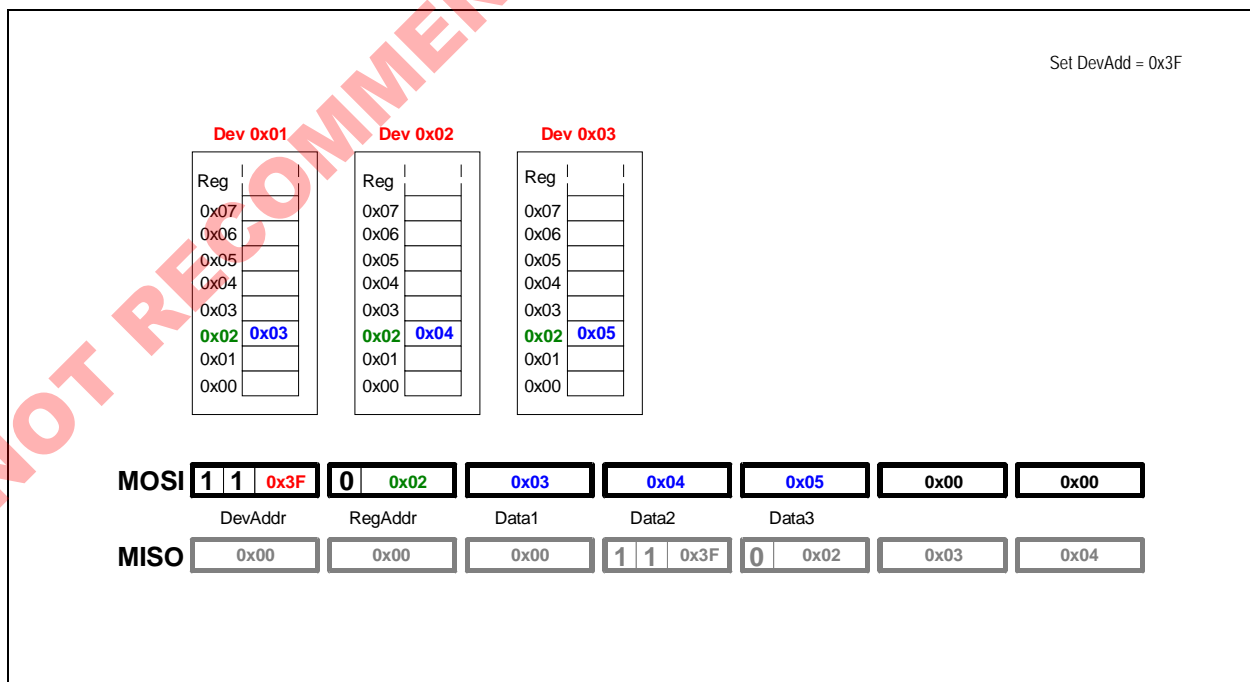 Set DevAdd = 0x3F
Dev 0x01 Dev 0x02 Dev 0x03
Reg Reg Reg
0x07 0x07 0x07
0x06 0x06 0x06
0x05 0x05 0x05
0x04 0x04 0x04
0x03 0x03 0x03
0x02 0x03 0x02 0x04 0x02 0x05
0x01 0x01 0x01
0x00 0x00 0x00
MOSI 1 1 0x3F 0 0x02 0x03 0x04 0x05 0x00 0x00
DevAddr RegAddr Data1 Data2 Data3
MISO 0x00 0x00 0x00 1 1 0x3F 0 0x02 0x03 0x04
NOT